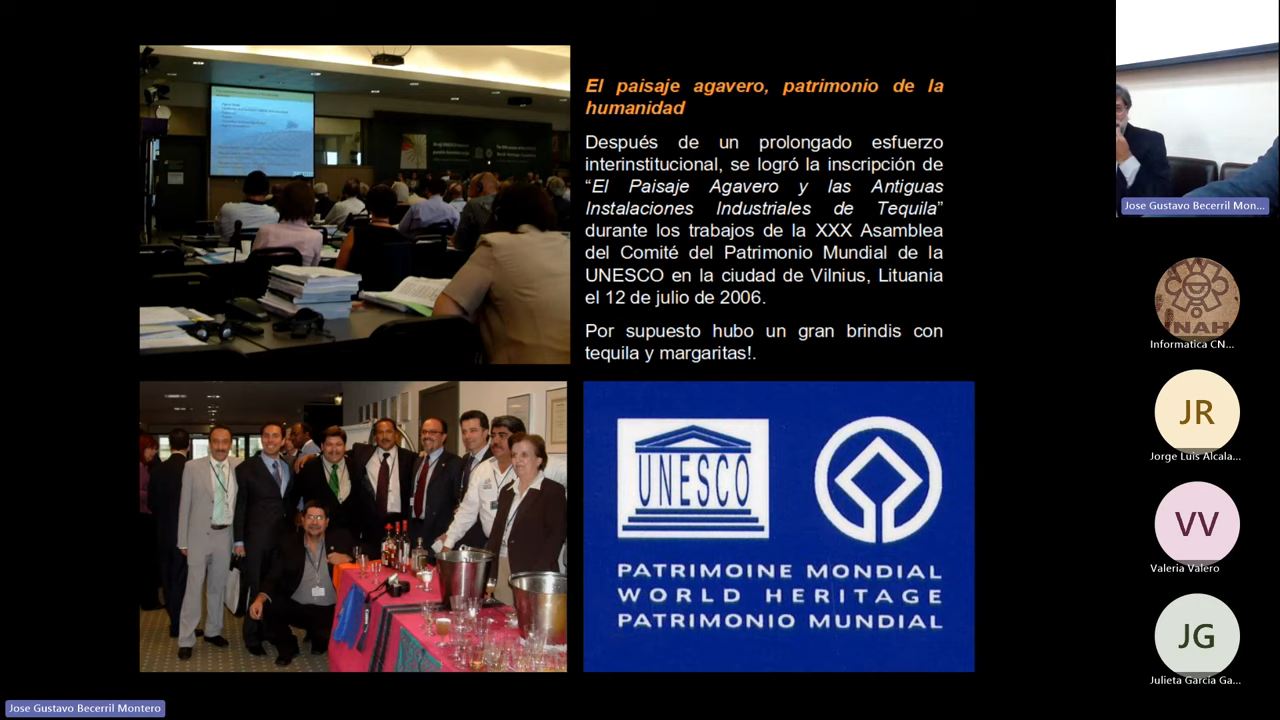 El paisaje agavero, patrimonio de la
humanidad
Después de un prolongado esfuerzo
interinstitucional, se logró la inscripción de
“El Paisaje Agavero y las Antiguas
Instalaciones Industriales de Tequila”
durante los trabajos de la XXX Asamblea
del Comité del Patrimonio Mundial de la
UNESCO en la ciudad de Vilnius, Lituania
el 12 de julio de 2006.
Por supuesto hubo un gran brindis con
tequila y margaritas!.
UNESCO
PATRIMOINE MONDIAL
WORLD HERITAGE
PATRIMONIO MUNDIAL
Jose Gustavo Becerril Mon...
INAH
Informatica CN...
JR
Jorge Luis Alcala...
VV
Valeria Valero
JG
Julieta García Ga...
Jose Gustavo Becerril Montero